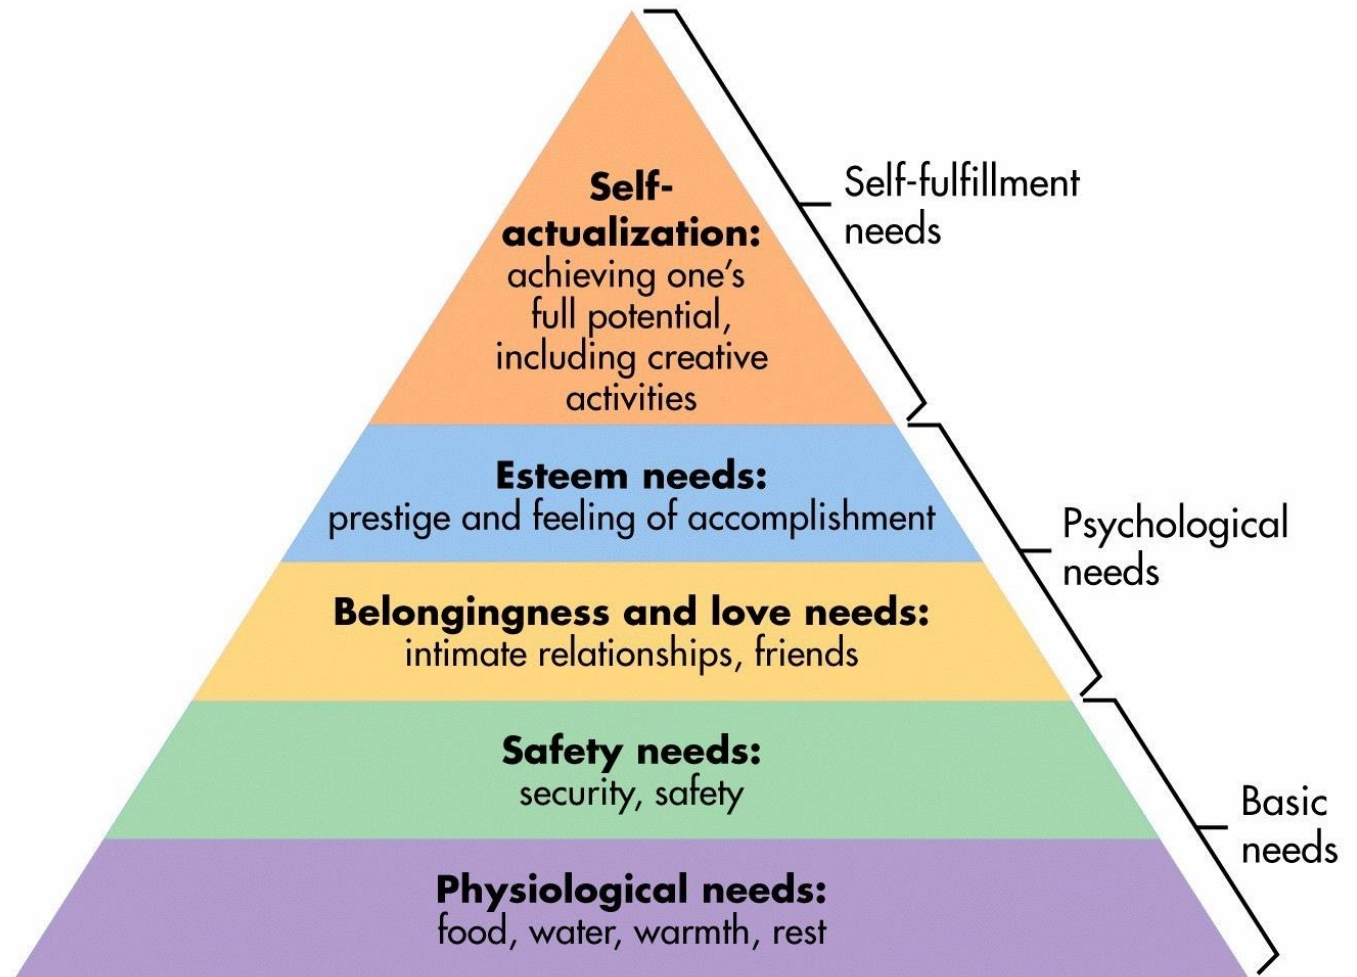 Self-
actualization:
achieving one's
full potential,
including creative
activities
Self-fulfillment
needs
Esteem needs:
prestige and feeling of accomplishment
Psychological
needs
Belongingness and love needs:
intimate relationships, friends
Safety needs:
security, safety
Basic
needs
Physiological needs:
food, water, warmth, rest